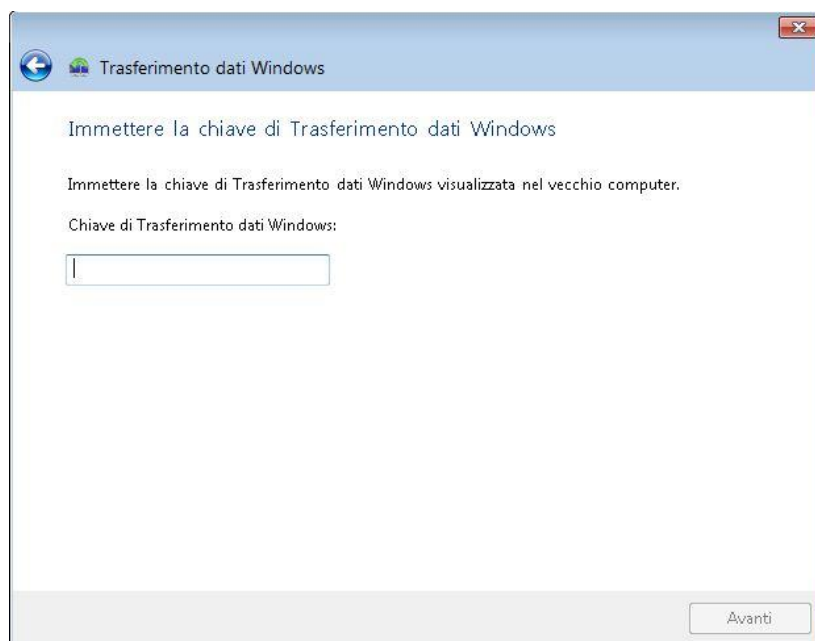 Trasferimento dati Windows
Immettere la chiave di Trasferimento dati Windows
Immettere la chiave di Trasferimento dati Windows visualizzata nel vecchio computer.
Chiave di Trasferimento dati Windows:
Avanti